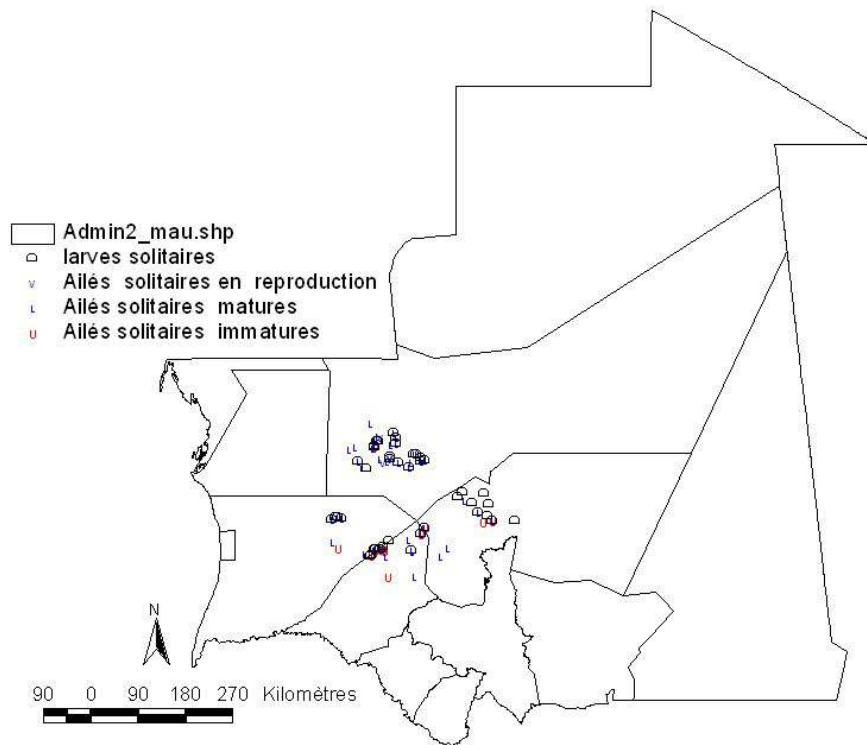 Admin2_mau.shp
larves solitaires
V Ailés solitaires en reproduction
L Ailés solitaires matures
U Ailés solitaires immatures
N
90 0 90 180 270 Kilomètres